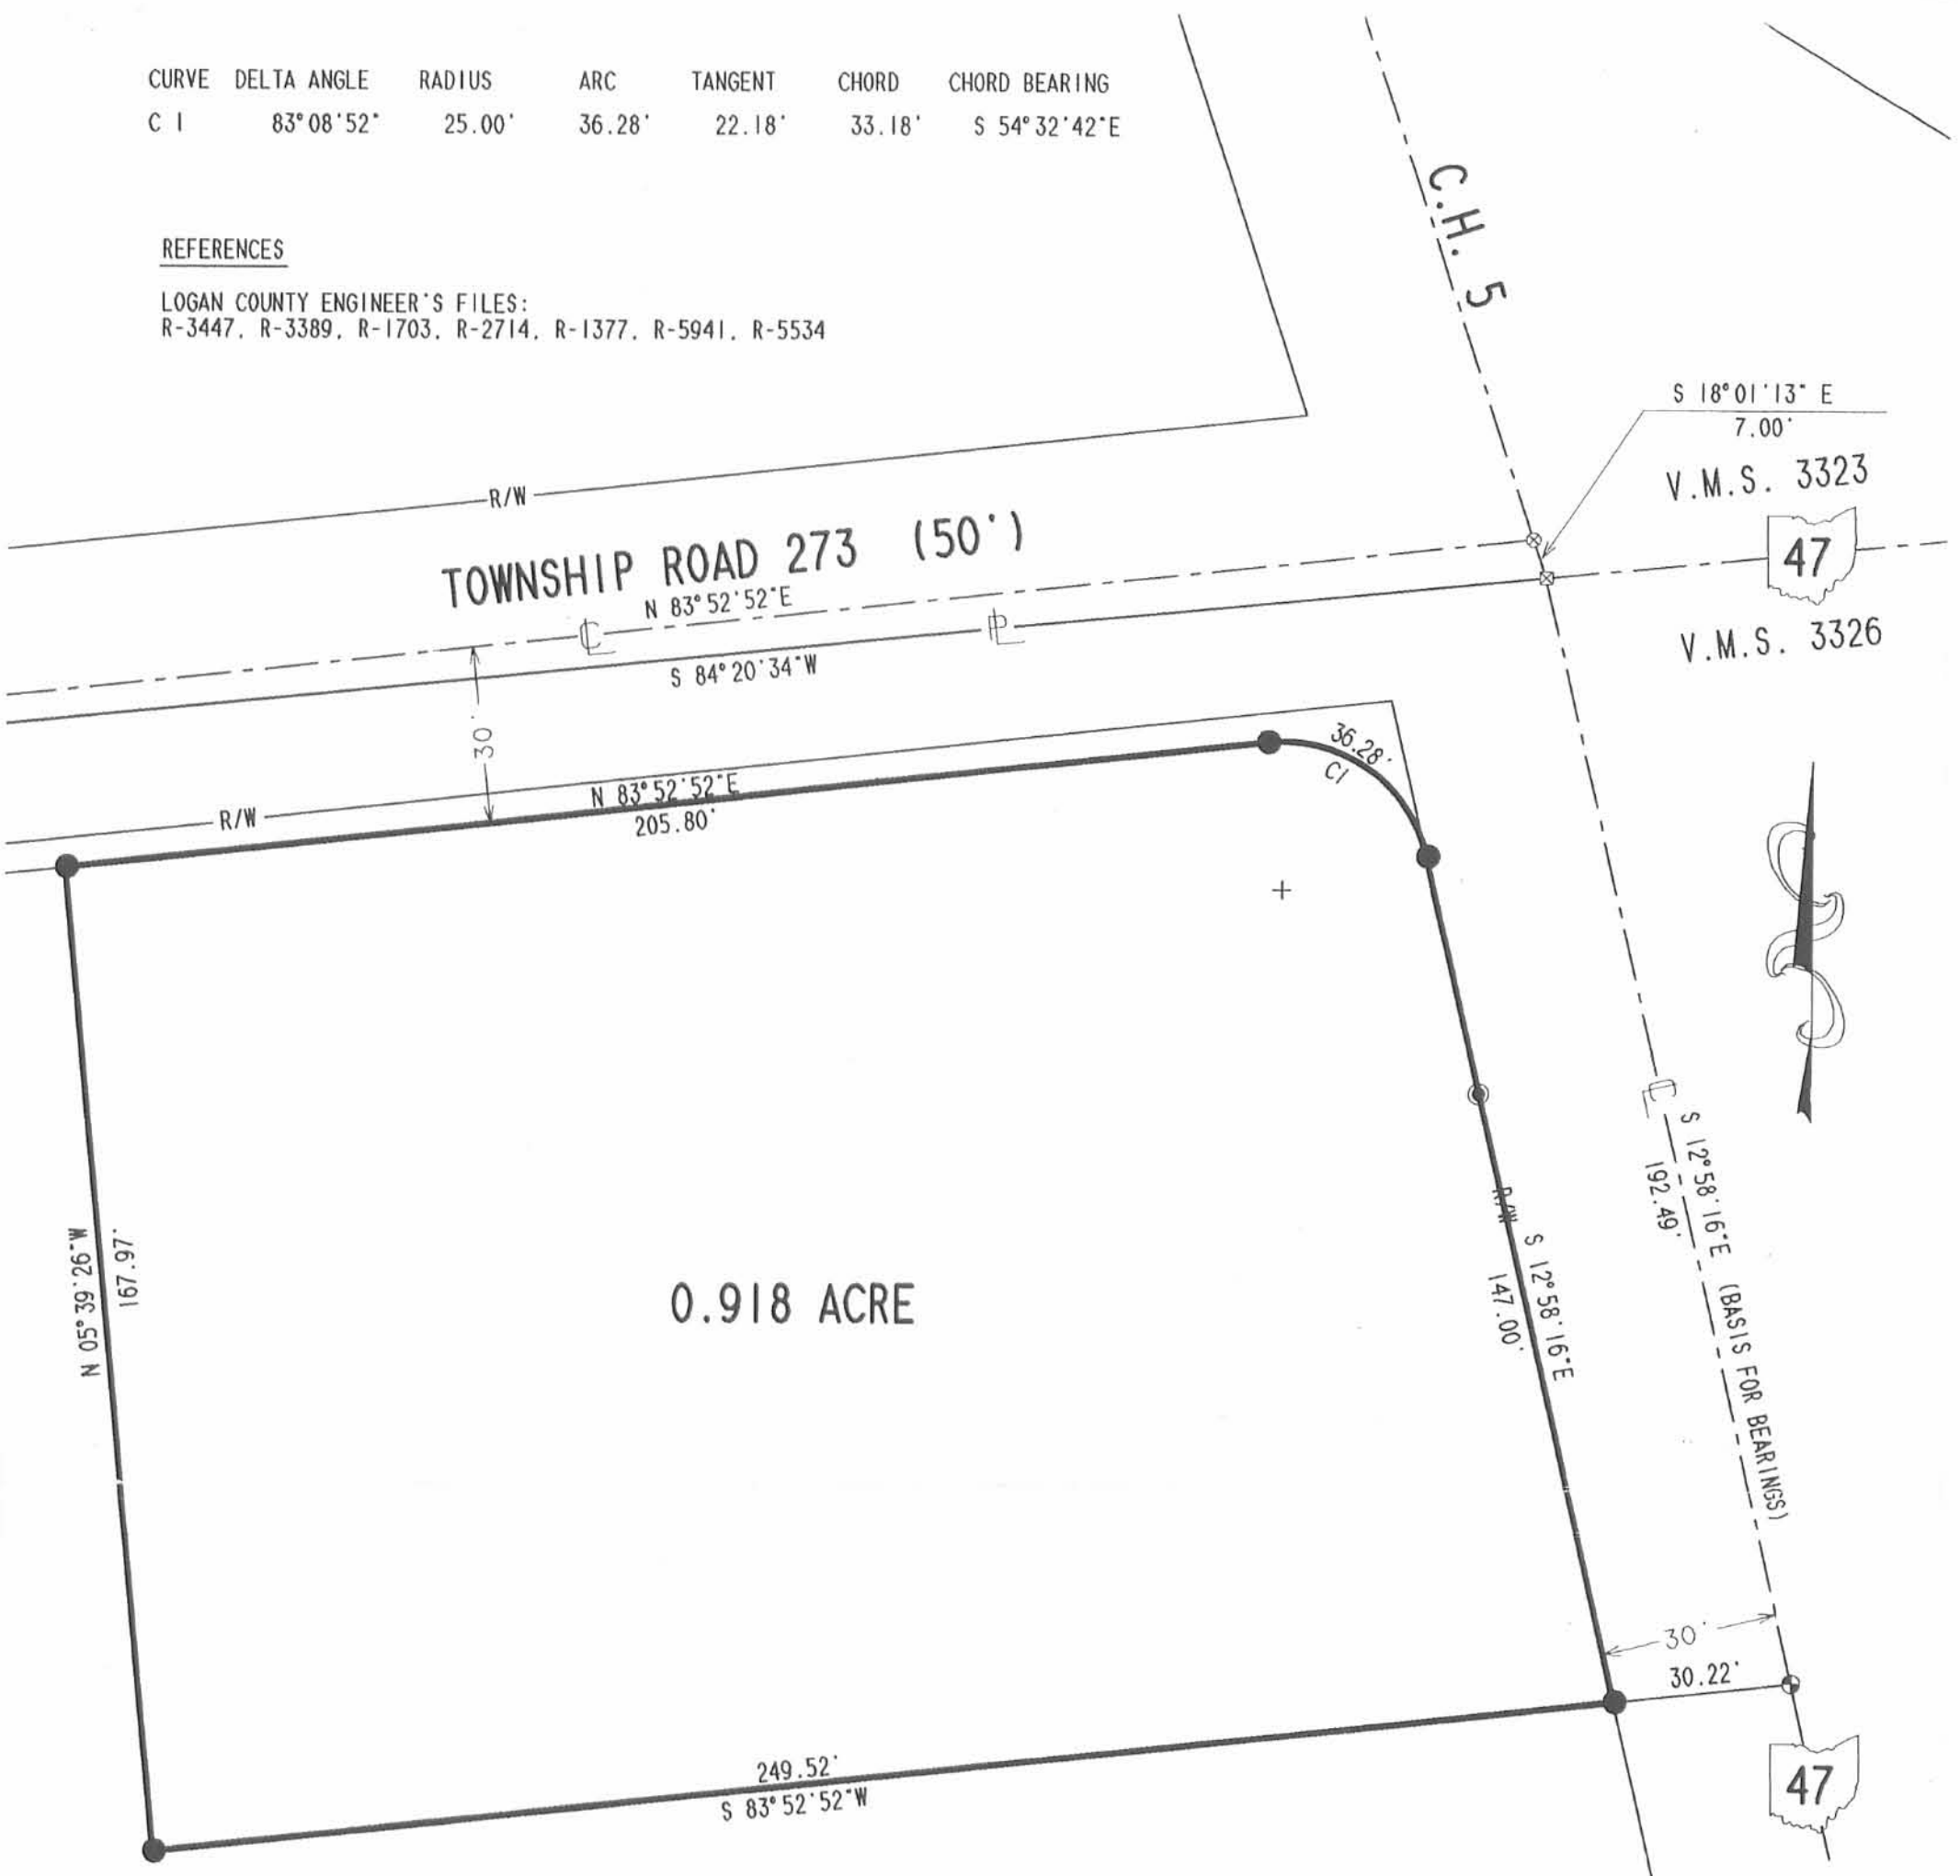 CURVE DELTA ANGLE RADIUS ARC TANGENT CHORD CHORD BEARING
C 1 83°08'52" 25.00' 36.28' 22.18' 33.18' S 54°32'42"E
REFERENCES
LOGAN COUNTY ENGINEER'S FILES:
R-3447, R-3389, R-1703, R-2714, R-1377, R-5941, R-5534
C.H. 5
S 18°01'13" E
7.00'
V.M.S. 3323
47
V.M.S. 3326
R/W
TOWNSHIP ROAD 273 (50')
N 83°52'52"E
CL
PL
S 84°20'34"W
30'
R/W
N 83°52'52"E
205.80'
36.28'
C1
CL
S 12°58'16"E (BASIS FOR BEARINGS)
192.49'
R/W
S 12°58'16"E
147.00'
N 05°39'26"W
167.97'
0.918 ACRE
30'
30.22'
249.52'
S 83°52'52"W
47